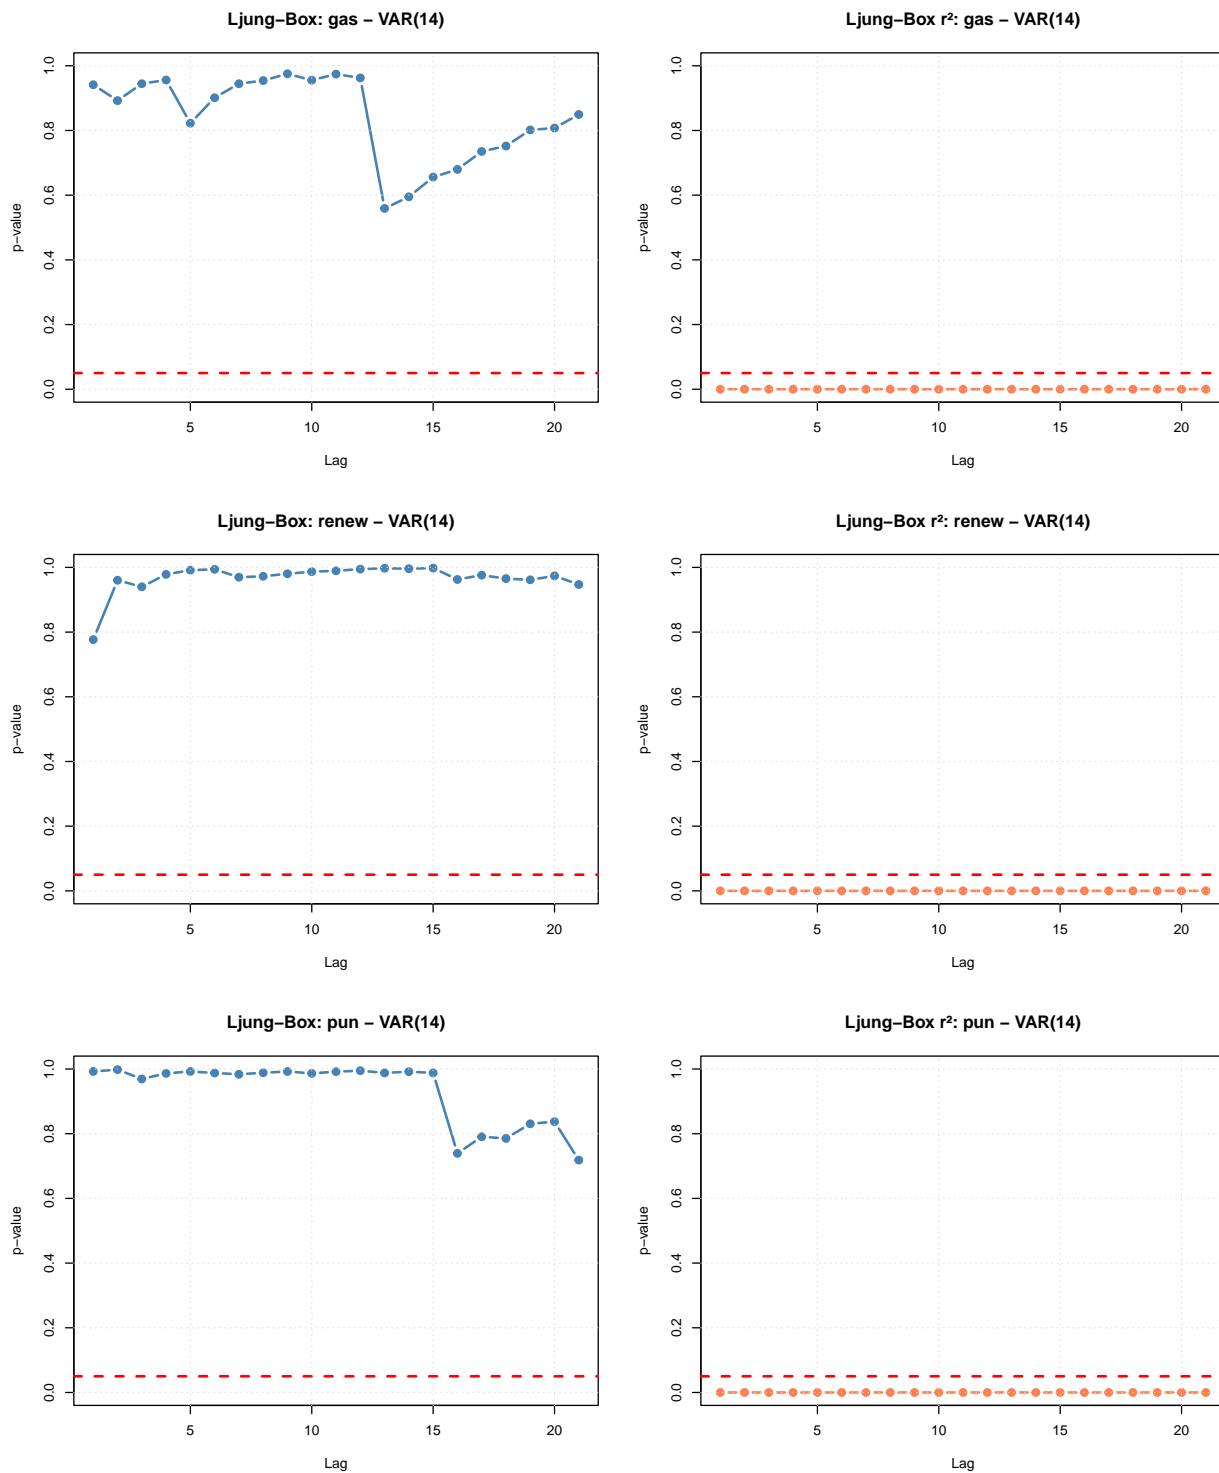 Ljung−Box: gas − VAR(14)
p−value
1.0
0.8
0.6
0.4
0.2
0.0
5 10 15 20
Lag
Ljung−Box r²: gas − VAR(14)
p−value
1.0
0.8
0.6
0.4
0.2
0.0
5 10 15 20
Lag
Ljung−Box: renew − VAR(14)
p−value
1.0
0.8
0.6
0.4
0.2
0.0
5 10 15 20
Lag
Ljung−Box r²: renew − VAR(14)
p−value
1.0
0.8
0.6
0.4
0.2
0.0
5 10 15 20
Lag
Ljung−Box: pun − VAR(14)
p−value
1.0
0.8
0.6
0.4
0.2
0.0
5 10 15 20
Lag
Ljung−Box r²: pun − VAR(14)
p−value
1.0
0.8
0.6
0.4
0.2
0.0
5 10 15 20
Lag